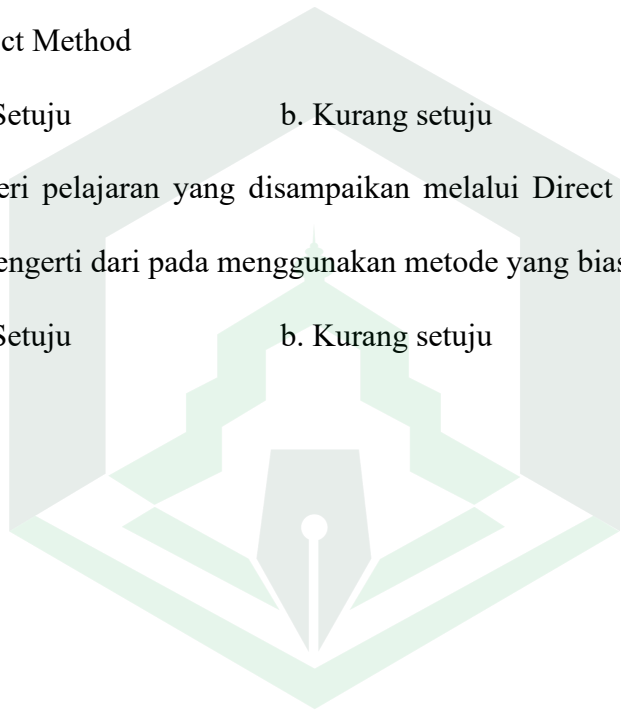 ct Method
Setuju b. Kurang setuju
eri pelajaran yang disampaikan melalui Direct
engerti dari pada menggunakan metode yang bias
Setuju b. Kurang setuju